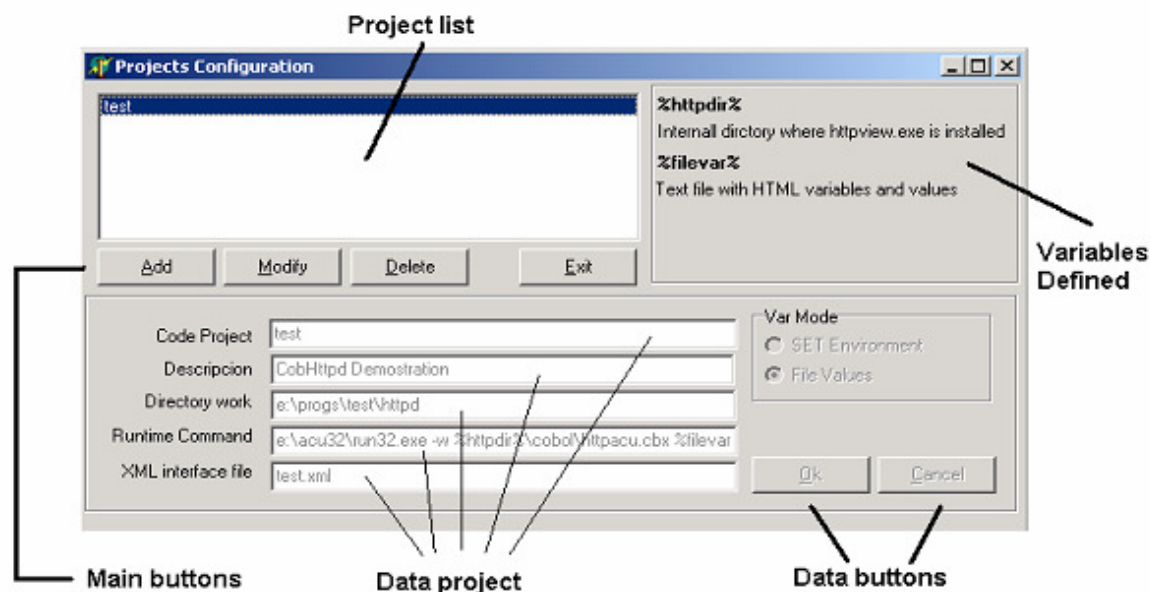 Project list
Projects Configuration
test
%httpdir%
Internall dirctory where httpview.exe is installed
%filevar%
Text file with HTML variables and values
Variables
Defined
Add
Modify
Delete
Exit
Code Project
test
Descripcion
CobHttpd Demostration
Directory work
e:\progs\test\httpd
Runtime Command
e:\acu32\run32.exe -w %httpdir%\cobol\httpacu.cbx %filevar
XML interface file
test.xml
Var Mode
SET Environment
File Values
Ok
Cancel
Main buttons
Data project
Data buttons